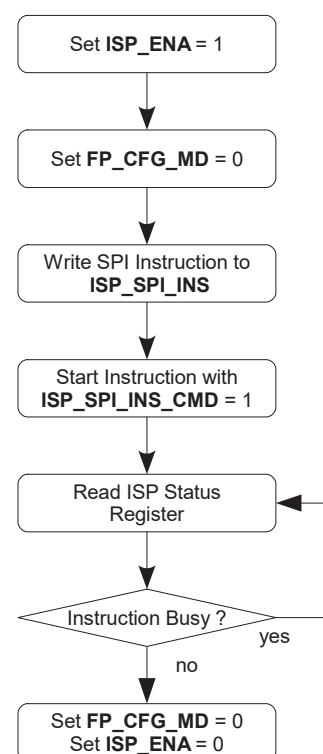 Set ISP_ENA = 1
Set FP_CFG_MD = 0
Write SPI Instruction to
ISP_SPI_INS
Start Instruction with
ISP_SPI_INS_CMD = 1
Read ISP Status
Register
Instruction Busy ?
yes
no
Set FP_CFG_MD = 0
Set ISP_ENA = 0